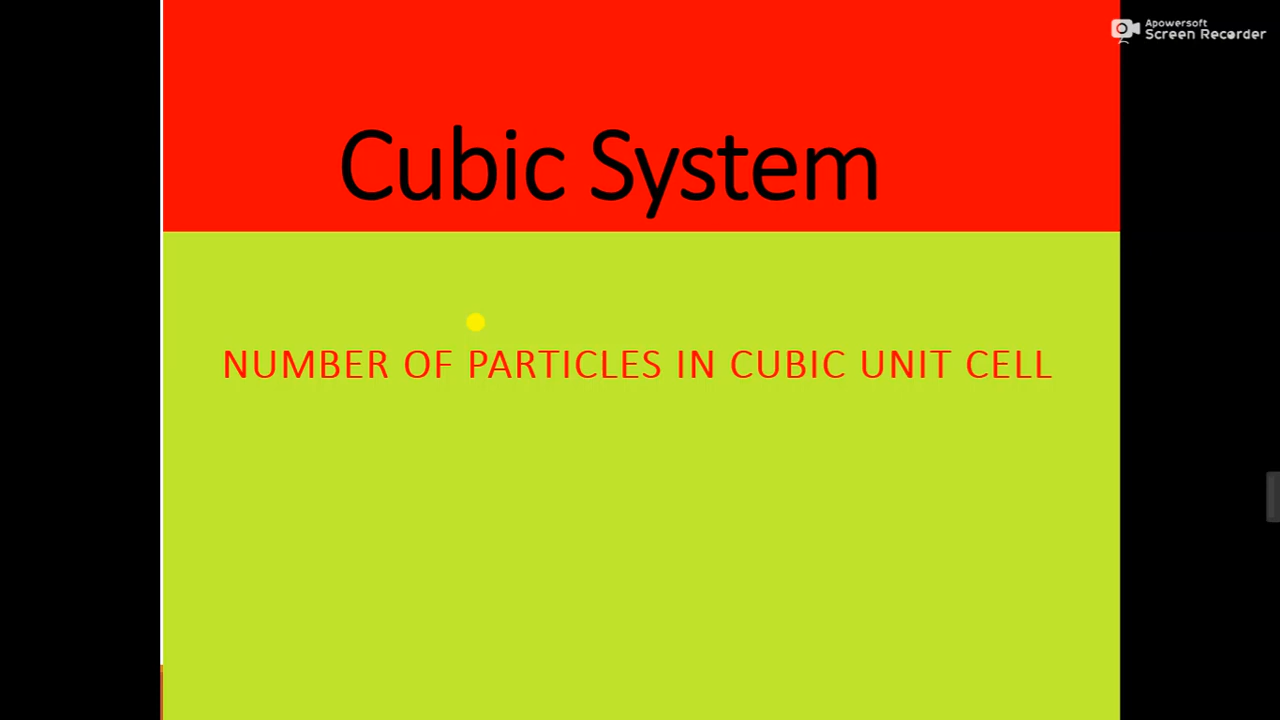 Apowersoft
Screen Recorder
Cubic System
NUMBER OF PARTICLES IN CUBIC UNIT CELL